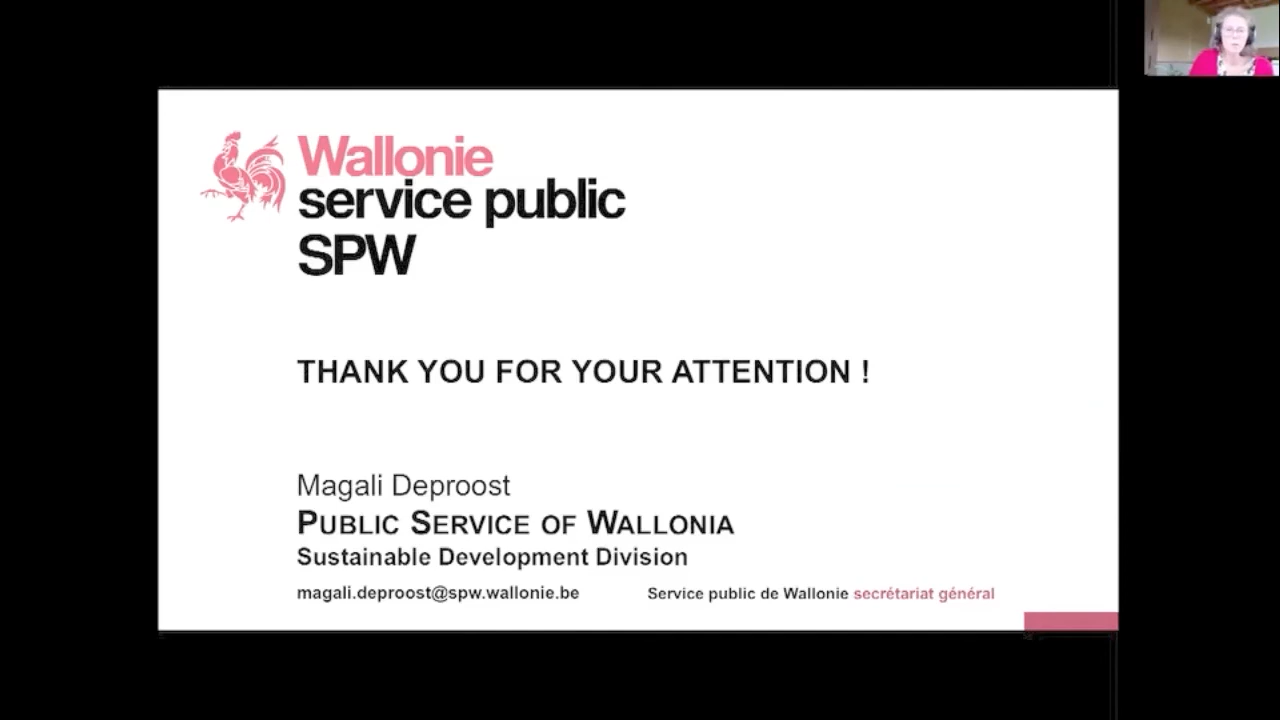 Wallonie
service public
SPW
THANK YOU FOR YOUR ATTENTION !
Magali Deproost
PUBLIC SERVICE OF WALLONIA
Sustainable Development Division
magali.deproost@spw.wallonie.be
Service public de Wallonie secrétariat général